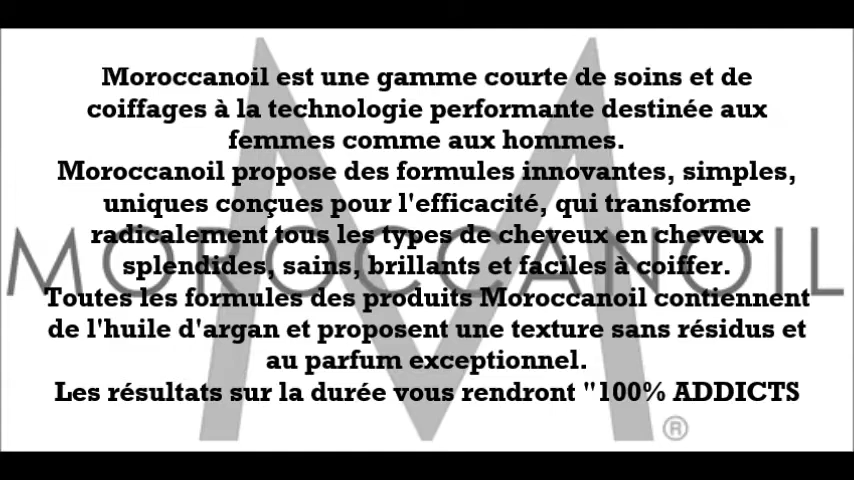 Moroccanoil est une gamme courte de soins et de
coiffages à la technologie performante destinée aux
femmes comme aux hommes.
Moroccanoil propose des formules innovantes, simples,
uniques conçues pour l'efficacité, qui transforme
radicalement tous les types de cheveux en cheveux
MOROCCANOIL
splendides, sains, brillants et faciles à coiffer.
Toutes les formules des produits Moroccanoil contiennent
de l'huile d'argan et proposent une texture sans résidus et
au parfum exceptionnel.
Les résultats sur la durée vous rendront "100% ADDICTS
M
®